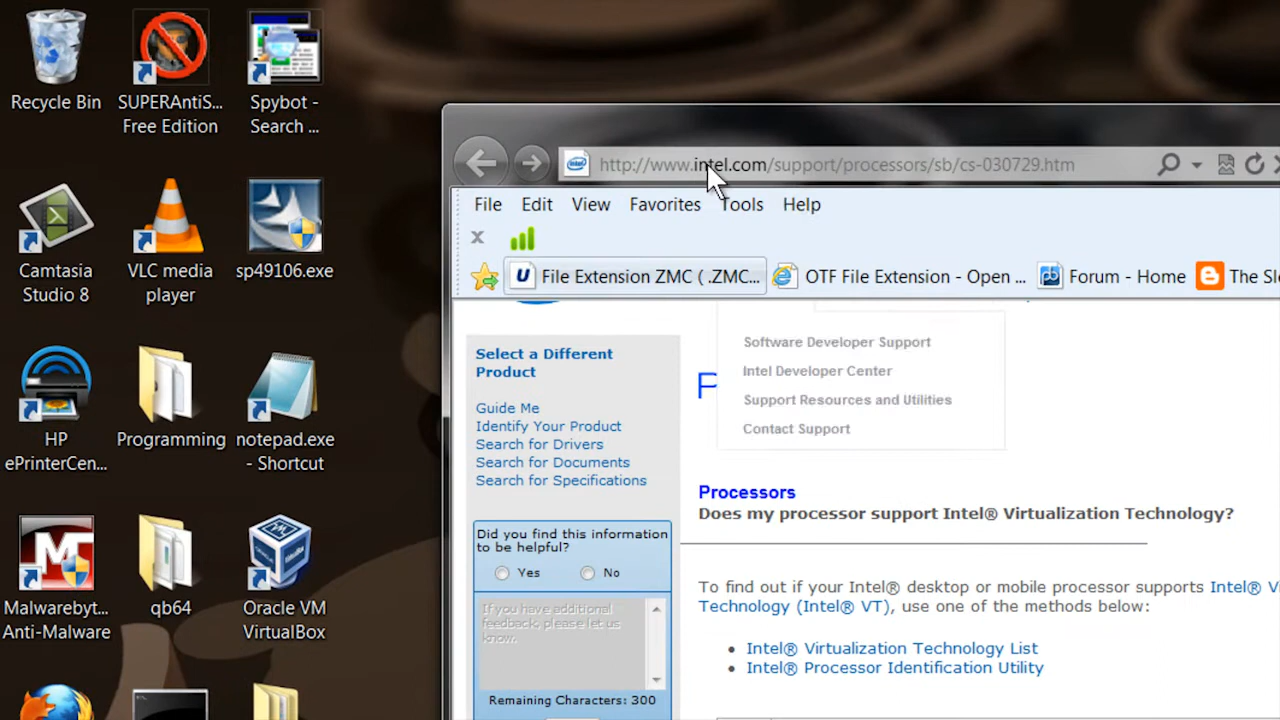 Recycle Bin
SUPERAntiS...
Free Edition
Spybot -
Search ...
Camtasia
Studio 8
VLC media
player
sp49106.exe
HP
ePrinterCen...
Programming
notepad.exe
- Shortcut
Malwarebyt...
Anti-Malware
qb64
Oracle VM
VirtualBox
http://www.intel.com/support/processors/sb/cs-030729.htm
File Edit View Favorites Tools Help
x
File Extension ZMC ( .ZMC... OTF File Extension - Open ... Forum - Home The Sl
Select a Different
Product
Guide Me
Identify Your Product
Search for Drivers
Search for Documents
Search for Specifications
Did you find this information
to be helpful?
Yes No
If you have additional
feedback, please let us
know.
Remaining Characters: 300
Software Developer Support
Intel Developer Center
Support Resources and Utilities
Contact Support
P
Processors
Does my processor support Intel® Virtualization Technology?
To find out if your Intel® desktop or mobile processor supports Intel® V
Technology (Intel® VT), use one of the methods below:
• Intel® Virtualization Technology List
• Intel® Processor Identification Utility